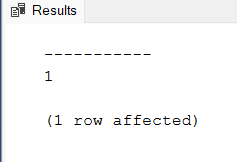 Results
-----------
1
(1 row affected)